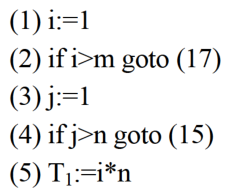 (1) i:=1
(2) if i>m goto (17)
(3) j:=1
(4) if j>n goto (15)
(5) T₁:=i*n